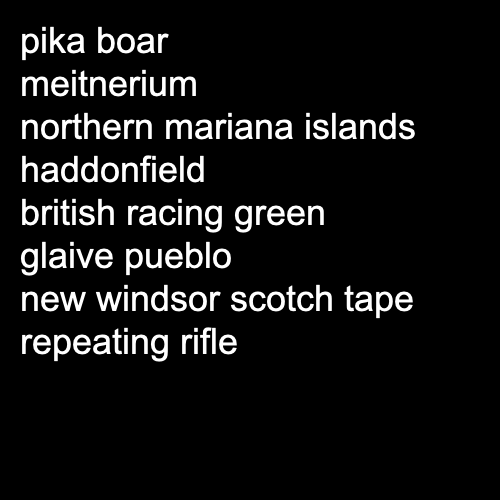 pika boar
meitnerium
northern mariana islands
haddonfield
british racing green
glaive pueblo
new windsor scotch tape
repeating rifle